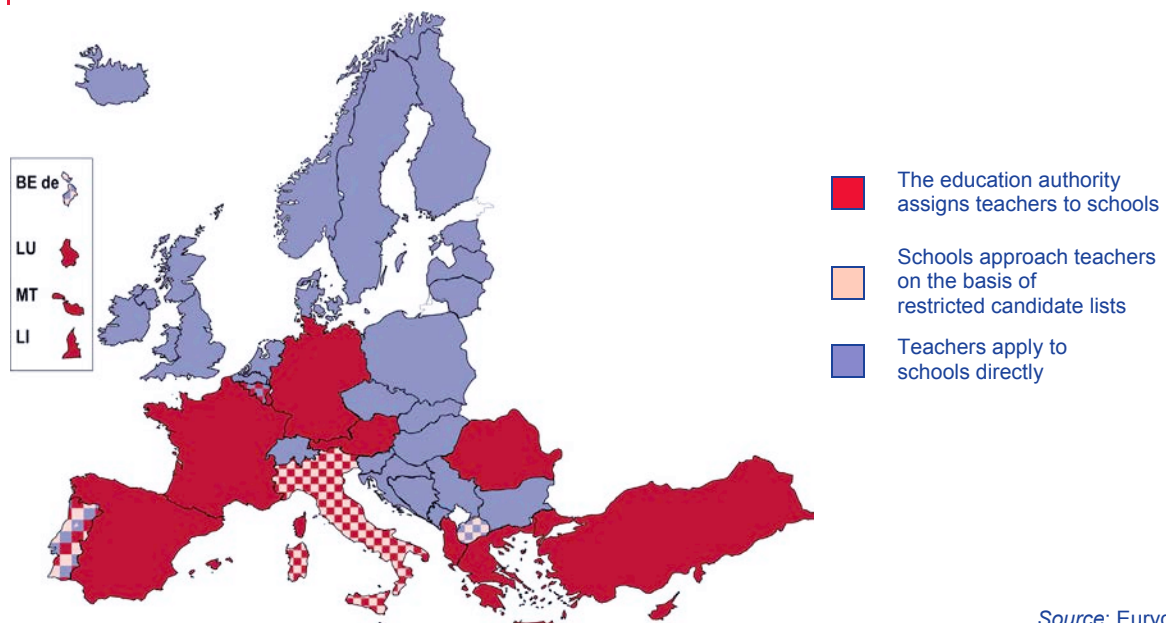 BE de
LU
MT
LI
The education authority
assigns teachers to schools
Schools approach teachers
on the basis of
restricted candidate lists
Teachers apply to
schools directly
Source: